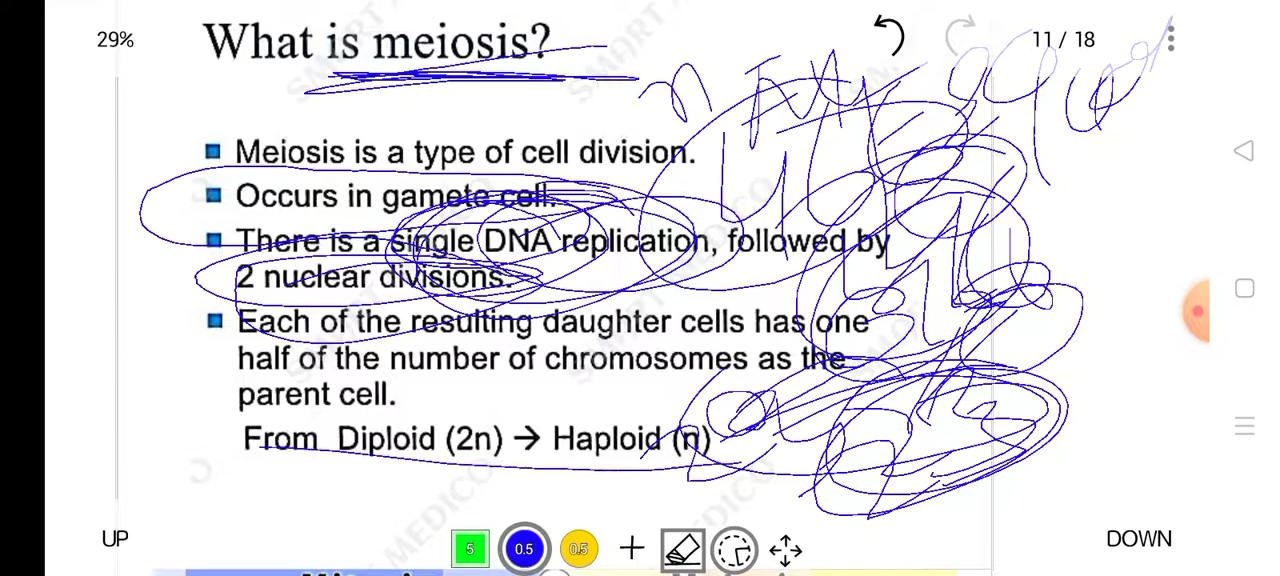 29%
What is meiosis?
11 / 18
Meiosis is a type of cell division.
Occurs in gamete cell.
There is a single DNA replication, followed by
2 nuclear divisions.
Each of the resulting daughter cells has one
half of the number of chromosomes as the
parent cell.
From Diploid (2n) → Haploid (n)
UP
5
0.5
0.5
DOWN